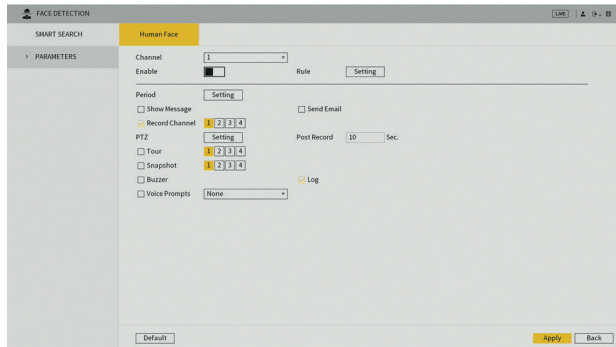 FACE DETECTION
LIVE
SMART SEARCH
Human Face
> PARAMETERS
Channel 1
Enable Rule Setting
Period Setting
Show Message Send Email
Record Channel 1 2 3 4
PTZ Setting Post Record 10 Sec.
Tour 1 2 3 4
Snapshot 1 2 3 4
Buzzer Log
Voice Prompts None
Default Apply Back